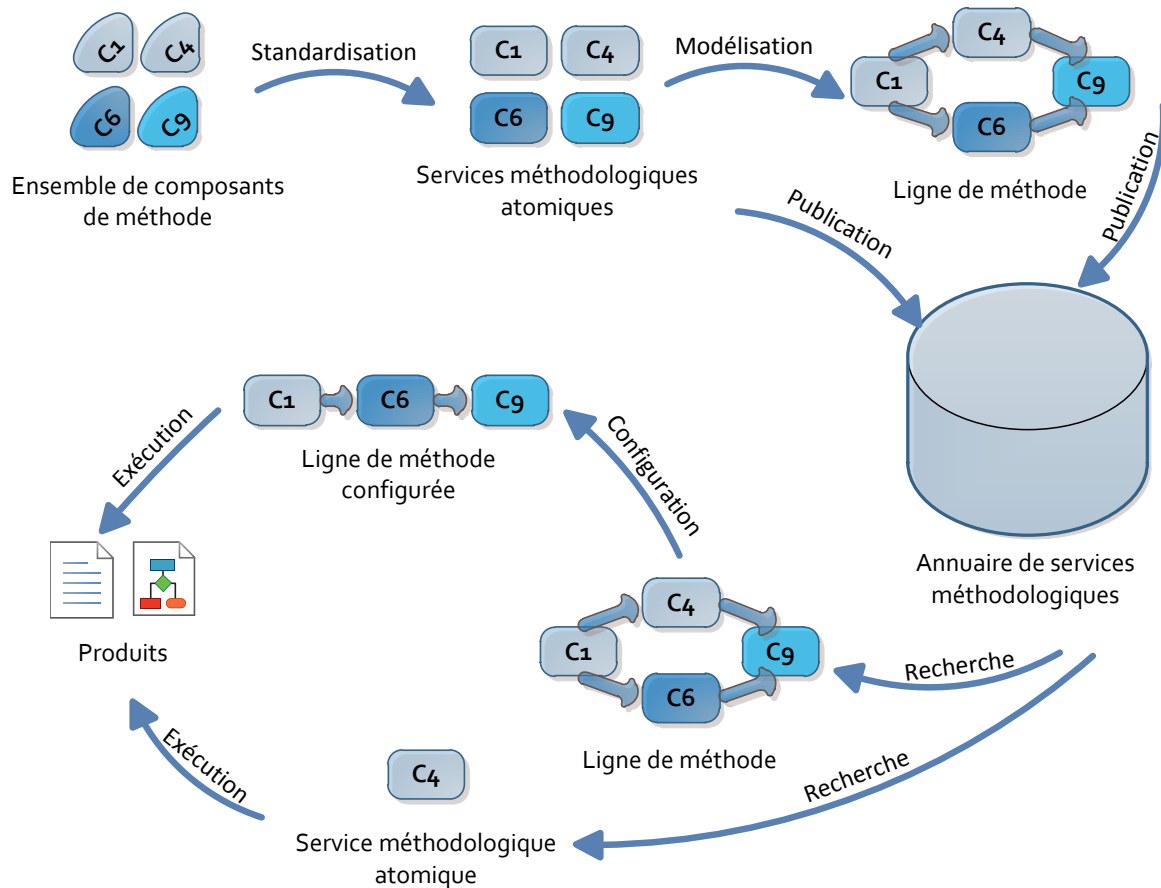 C1
C4
C6
C9
Ensemble de composants
de méthode
Standardisation
C1
C4
C6
C9
Services méthodologiques
atomiques
Modélisation
C4
C1
C9
C6
Ligne de méthode
Publication
Publication
Annuaire de services
méthodologiques
C1
C6
C9
Ligne de méthode
configurée
Exécution
Configuration
Produits
C4
C1
C9
C6
Ligne de méthode
Recherche
Recherche
Exécution
C4
Service méthodologique
atomique